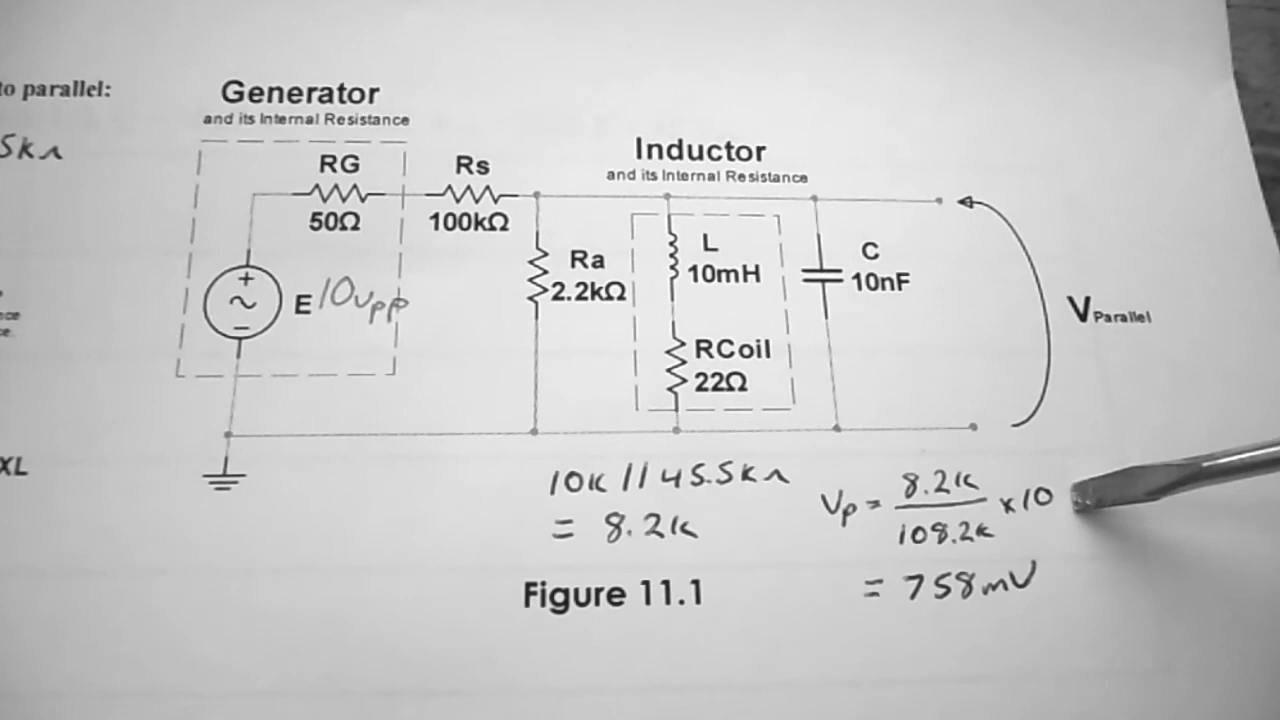 to parallel:
5kΩ
Generator
and its Internal Resistance
RG
50Ω
Rs
100kΩ
Inductor
and its Internal Resistance
+
~
−
E 10Vpp
Ra
2.2kΩ
L
10mH
RCoil
22Ω
C
10nF
VParallel
XL
10K // 45.5kΩ
= 8.2k
Vp = 8.2k / 108.2k x 10
= 758mV
Figure 11.1